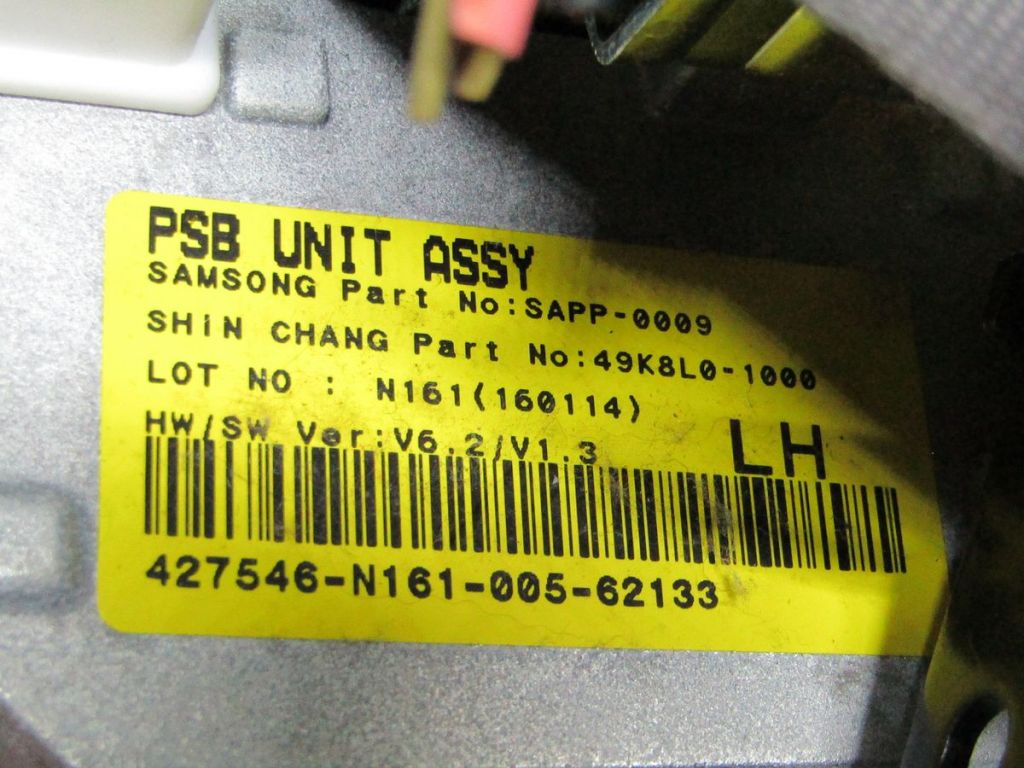 PSB UNIT ASSY
SAMSONG Part No:SAPP-0009
SHiN CHANG Part No:49K8L0-1000
LOT NO : N161(160114)
HW/SW Ver:V6.2/V1.3
LH
427546-N161-005-62133